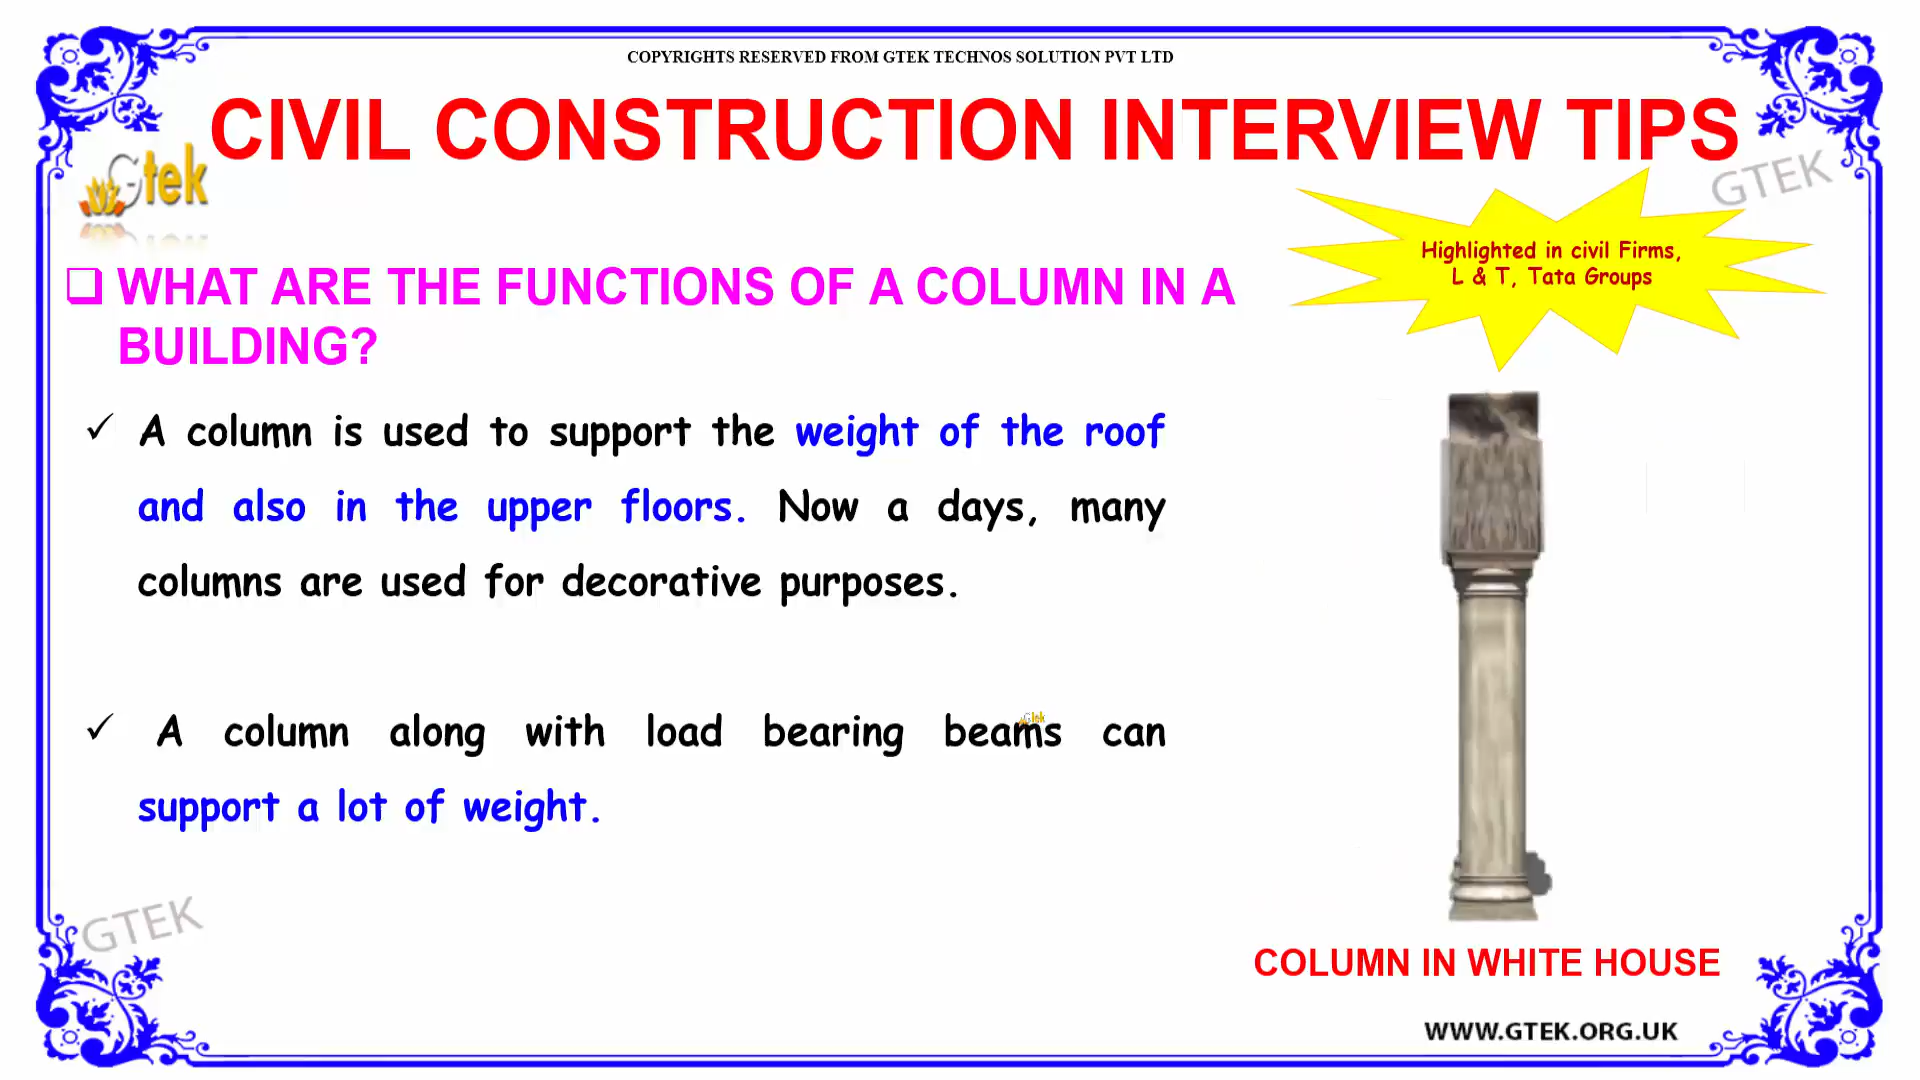 COPYRIGHTS RESERVED FROM GTEK TECHNOS SOLUTION PVT LTD
CIVIL CONSTRUCTION INTERVIEW TIPS
Gtek
GTEK
Highlighted in civil Firms,
L & T, Tata Groups
WHAT ARE THE FUNCTIONS OF A COLUMN IN A
BUILDING?
A column is used to support the weight of the roof
and also in the upper floors. Now a days, many
columns are used for decorative purposes.
A column along with load bearing beams can
Gtek
support a lot of weight.
GTEK
COLUMN IN WHITE HOUSE
WWW.GTEK.ORG.UK